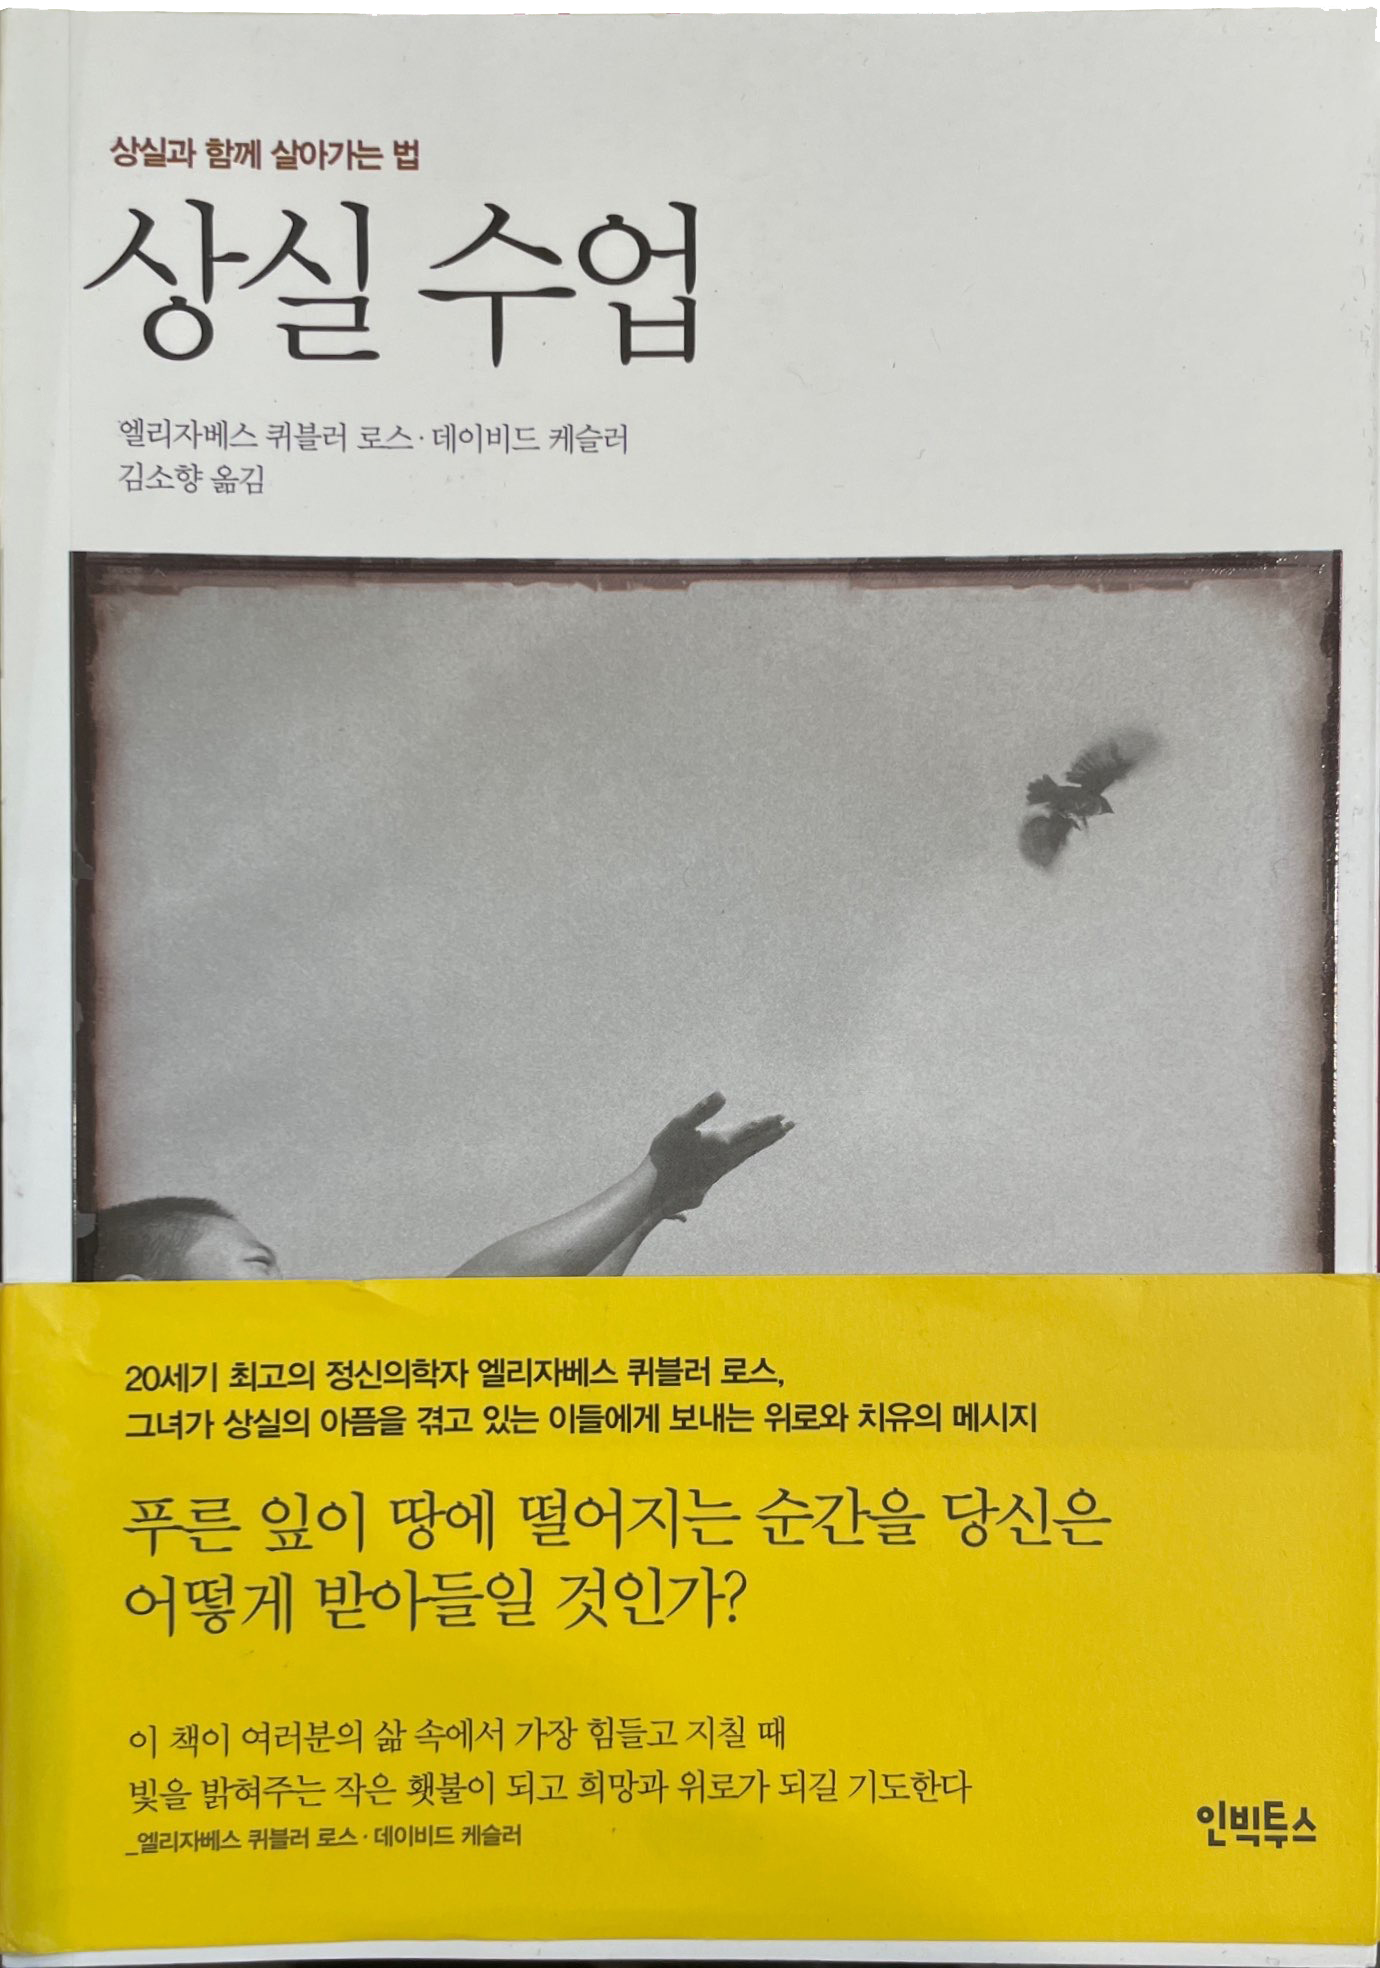 상실과 함께 살아가는 법
상실 수업
엘리자베스 퀴블러 로스·데이비드 케슬러
김소향 옮김
20세기 최고의 정신의학자 엘리자베스 퀴블러 로스,
그녀가 상실의 아픔을 겪고 있는 이들에게 보내는 위로와 치유의 메시지
푸른 잎이 땅에 떨어지는 순간을 당신은
어떻게 받아들일 것인가?
이 책이 여러분의 삶 속에서 가장 힘들고 지칠 때
빛을 밝혀주는 작은 횃불이 되고 희망과 위로가 되길 기도한다
_엘리자베스 퀴블러 로스·데이비드 케슬러
인빅투스